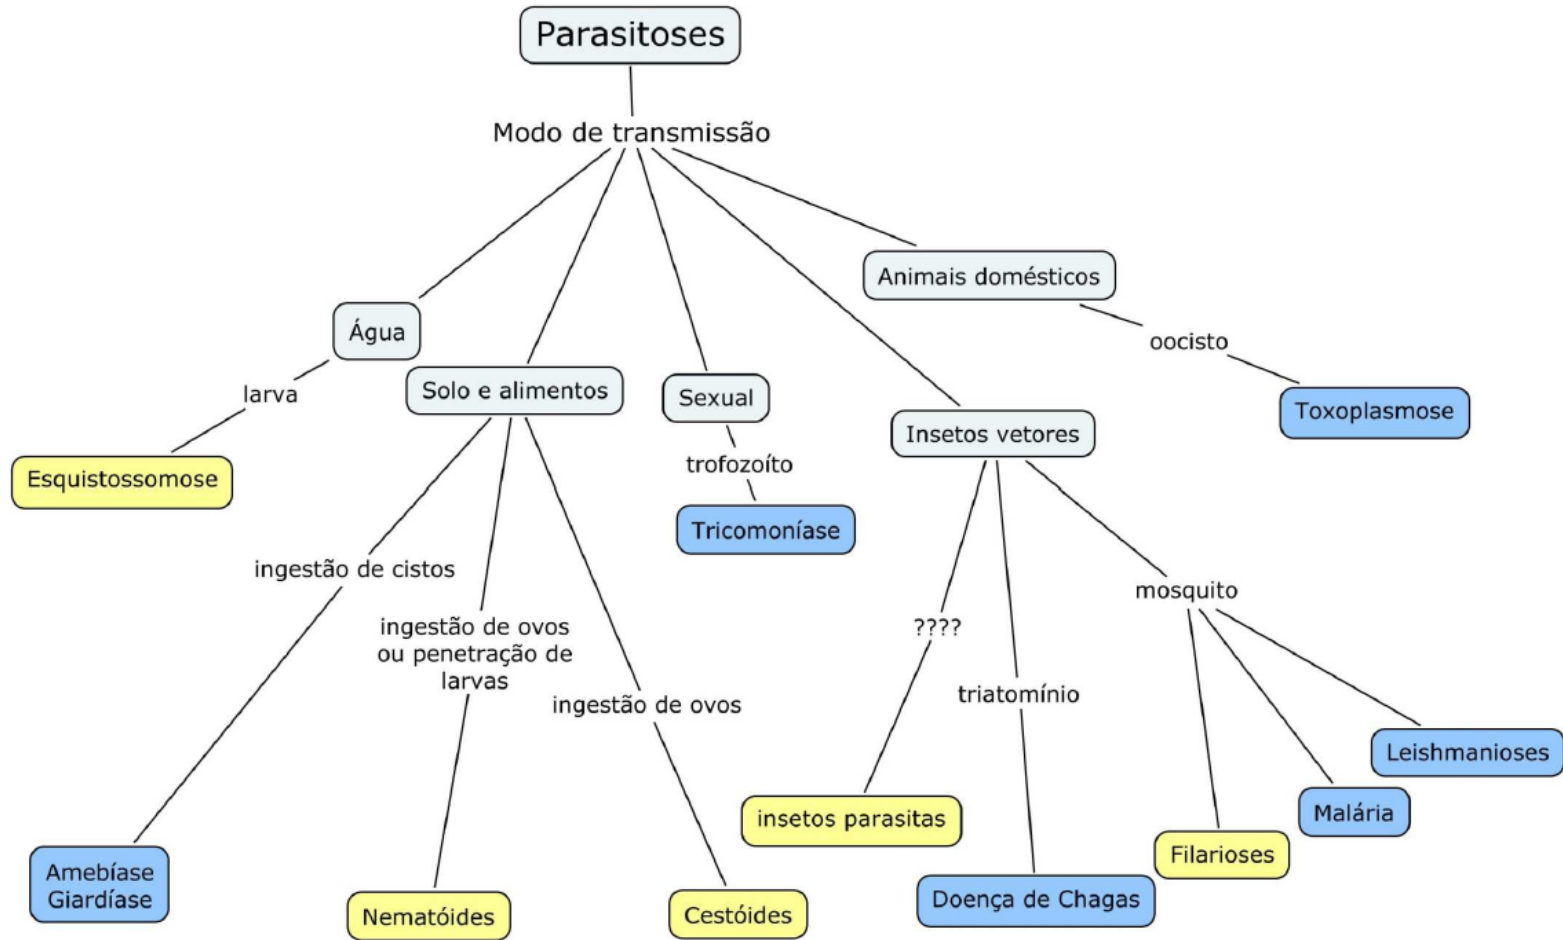 Parasitoses
Modo de transmissão
Animais domésticos
Água
oocisto
larva
Solo e alimentos
Sexual
Toxoplasmose
Insetos vetores
Esquistossomose
trofozoíto
Tricomoníase
ingestão de cistos
mosquito
ingestão de ovos
ou penetração de
larvas
????
triatomínio
ingestão de ovos
Leishmanioses
insetos parasitas
Malária
Filarioses
Amebíase
Giardíase
Nematóides
Cestóides
Doença de Chagas